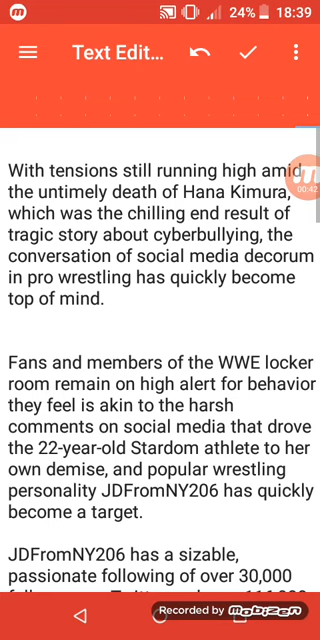 24% 18:39
Text Edit...
00:42
With tensions still running high amid
the untimely death of Hana Kimura,
which was the chilling end result of
tragic story about cyberbullying, the
conversation of social media decorum
in pro wrestling has quickly become
top of mind.
Fans and members of the WWE locker
room remain on high alert for behavior
they feel is akin to the harsh
comments on social media that drove
the 22-year-old Stardom athlete to her
own demise, and popular wrestling
personality JDFromNY206 has quickly
become a target.
JDFromNY206 has a sizable,
passionate following of over 30,000
Recorded by mobizen